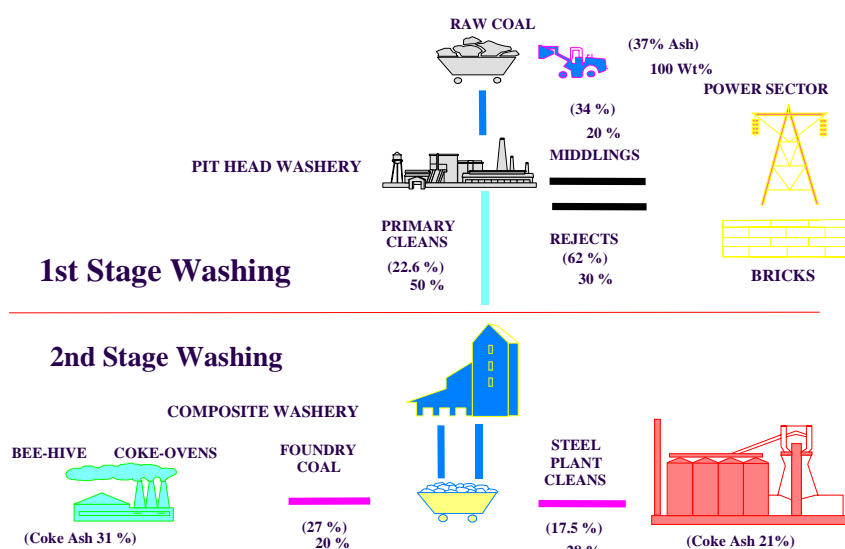 RAW COAL
(37% Ash)
100 Wt%
POWER SECTOR
(34 %)
20 %
MIDDLINGS
PIT HEAD WASHERY
PRIMARY
CLEANS
(22.6 %)
50 %
REJECTS
(62 %)
30 %
BRICKS
1st Stage Washing
2nd Stage Washing
COMPOSITE WASHERY
BEE-HIVE COKE-OVENS
FOUNDRY
COAL
STEEL
PLANT
CLEANS
(Coke Ash 31 %)
(27 %)
20 %
(17.5 %)
(Coke Ash 21%)